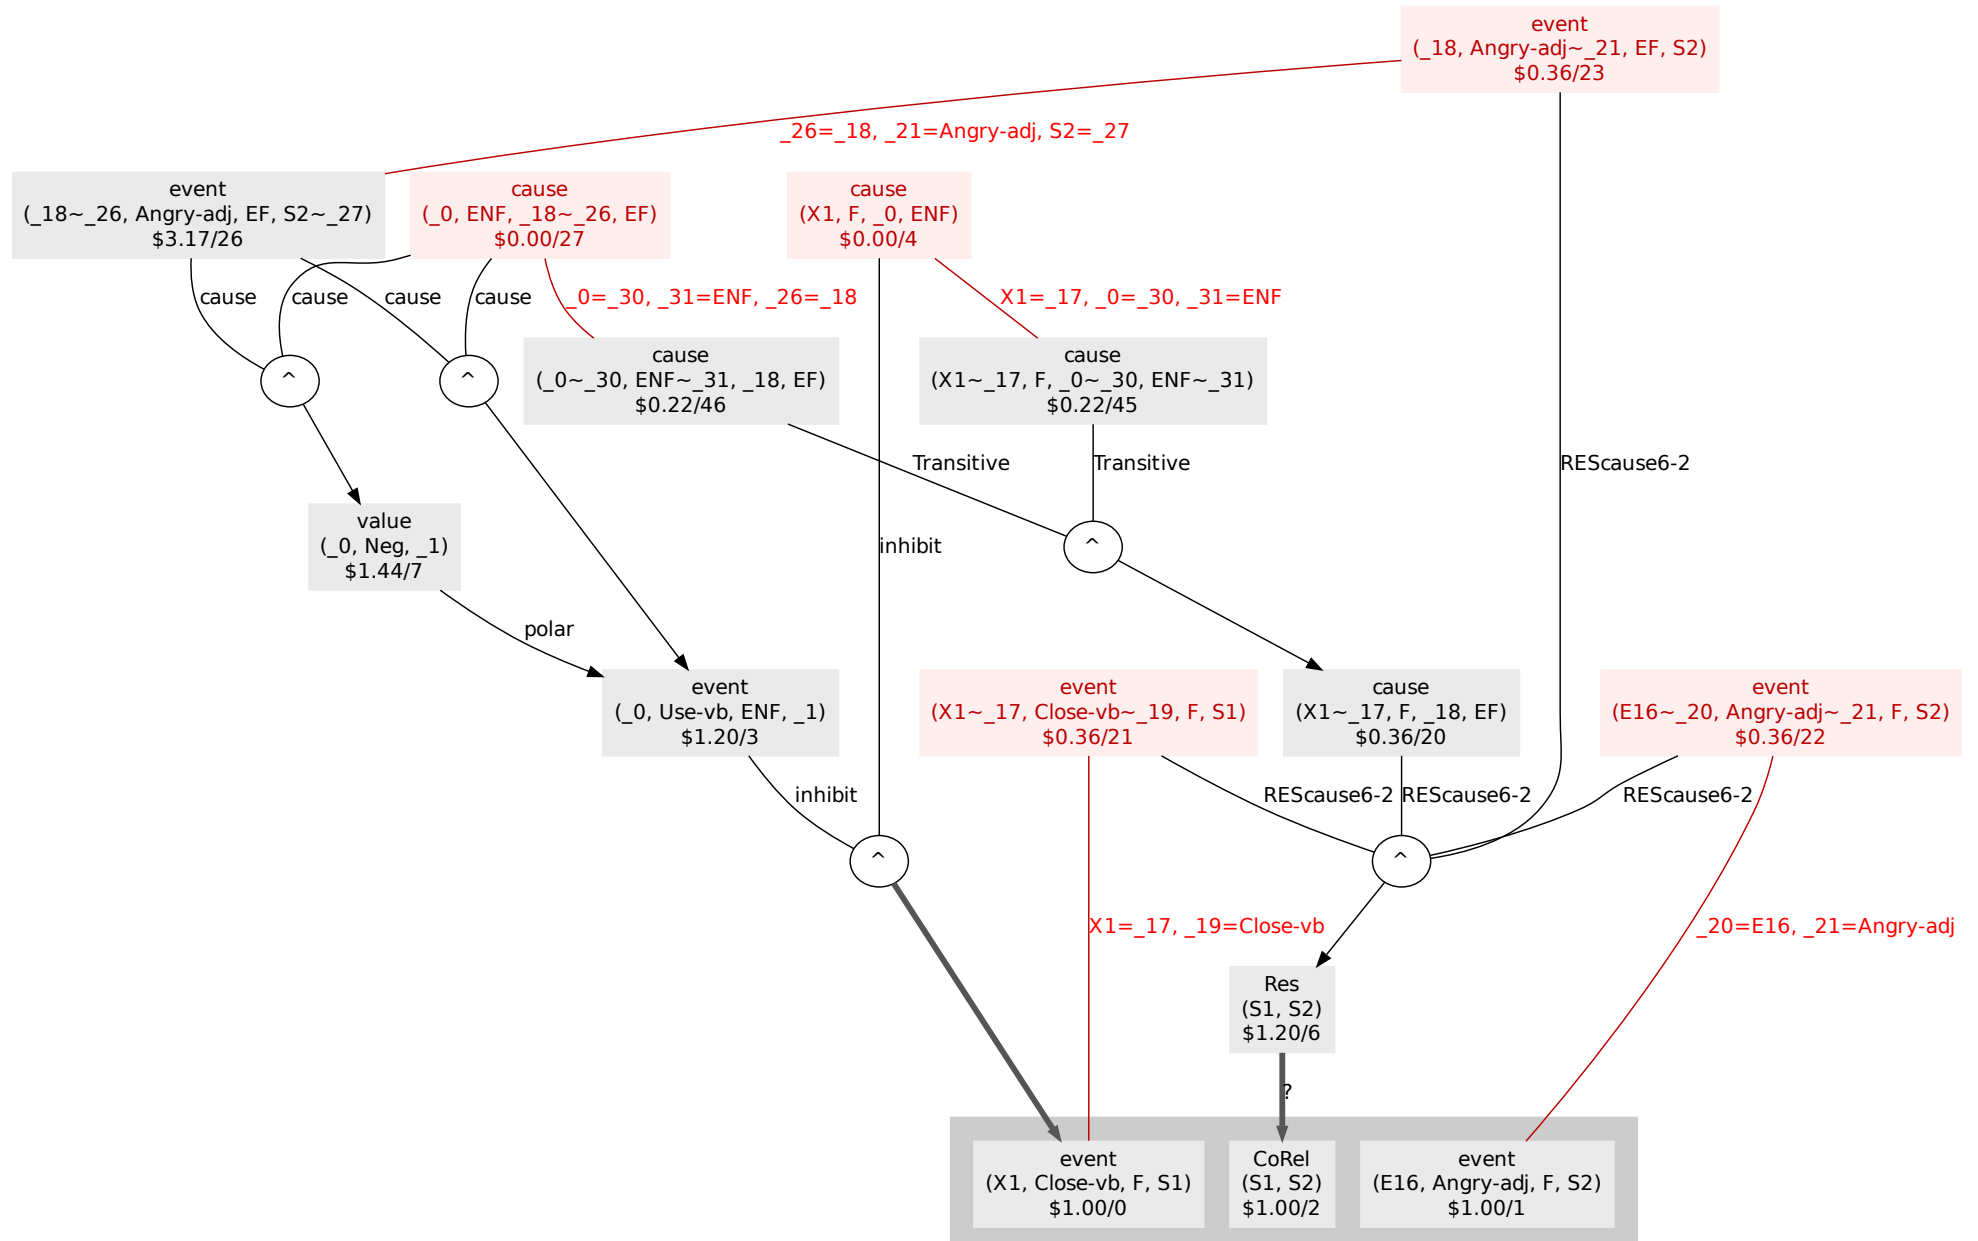 event
(_18, Angry-adj~_21, EF, S2)
$0.36/23
_26=_18, _21=Angry-adj, S2=_27
event
(_18~_26, Angry-adj, EF, S2~_27)
$3.17/26
cause
(_0, ENF, _18~_26, EF)
$0.00/27
cause
(X1, F, _0, ENF)
$0.00/4
cause
cause
cause
cause
_0=_30, _31=ENF, _26=_18
X1=_17, _0=_30, _31=ENF
^
^
cause
(_0~_30, ENF~_31, _18, EF)
$0.22/46
cause
(X1~_17, F, _0~_30, ENF~_31)
$0.22/45
Transitive
Transitive
REScause6-2
value
(_0, Neg, _1)
$1.44/7
inhibit
^
polar
event
(_0, Use-vb, ENF, _1)
$1.20/3
event
(X1~_17, Close-vb~_19, F, S1)
$0.36/21
cause
(X1~_17, F, _18, EF)
$0.36/20
event
(E16~_20, Angry-adj~_21, F, S2)
$0.36/22
inhibit
REScause6-2
REScause6-2
REScause6-2
^
^
X1=_17, _19=Close-vb
_20=E16, _21=Angry-adj
Res
(S1, S2)
$1.20/6
?
event
(X1, Close-vb, F, S1)
$1.00/0
CoRel
(S1, S2)
$1.00/2
event
(E16, Angry-adj, F, S2)
$1.00/1